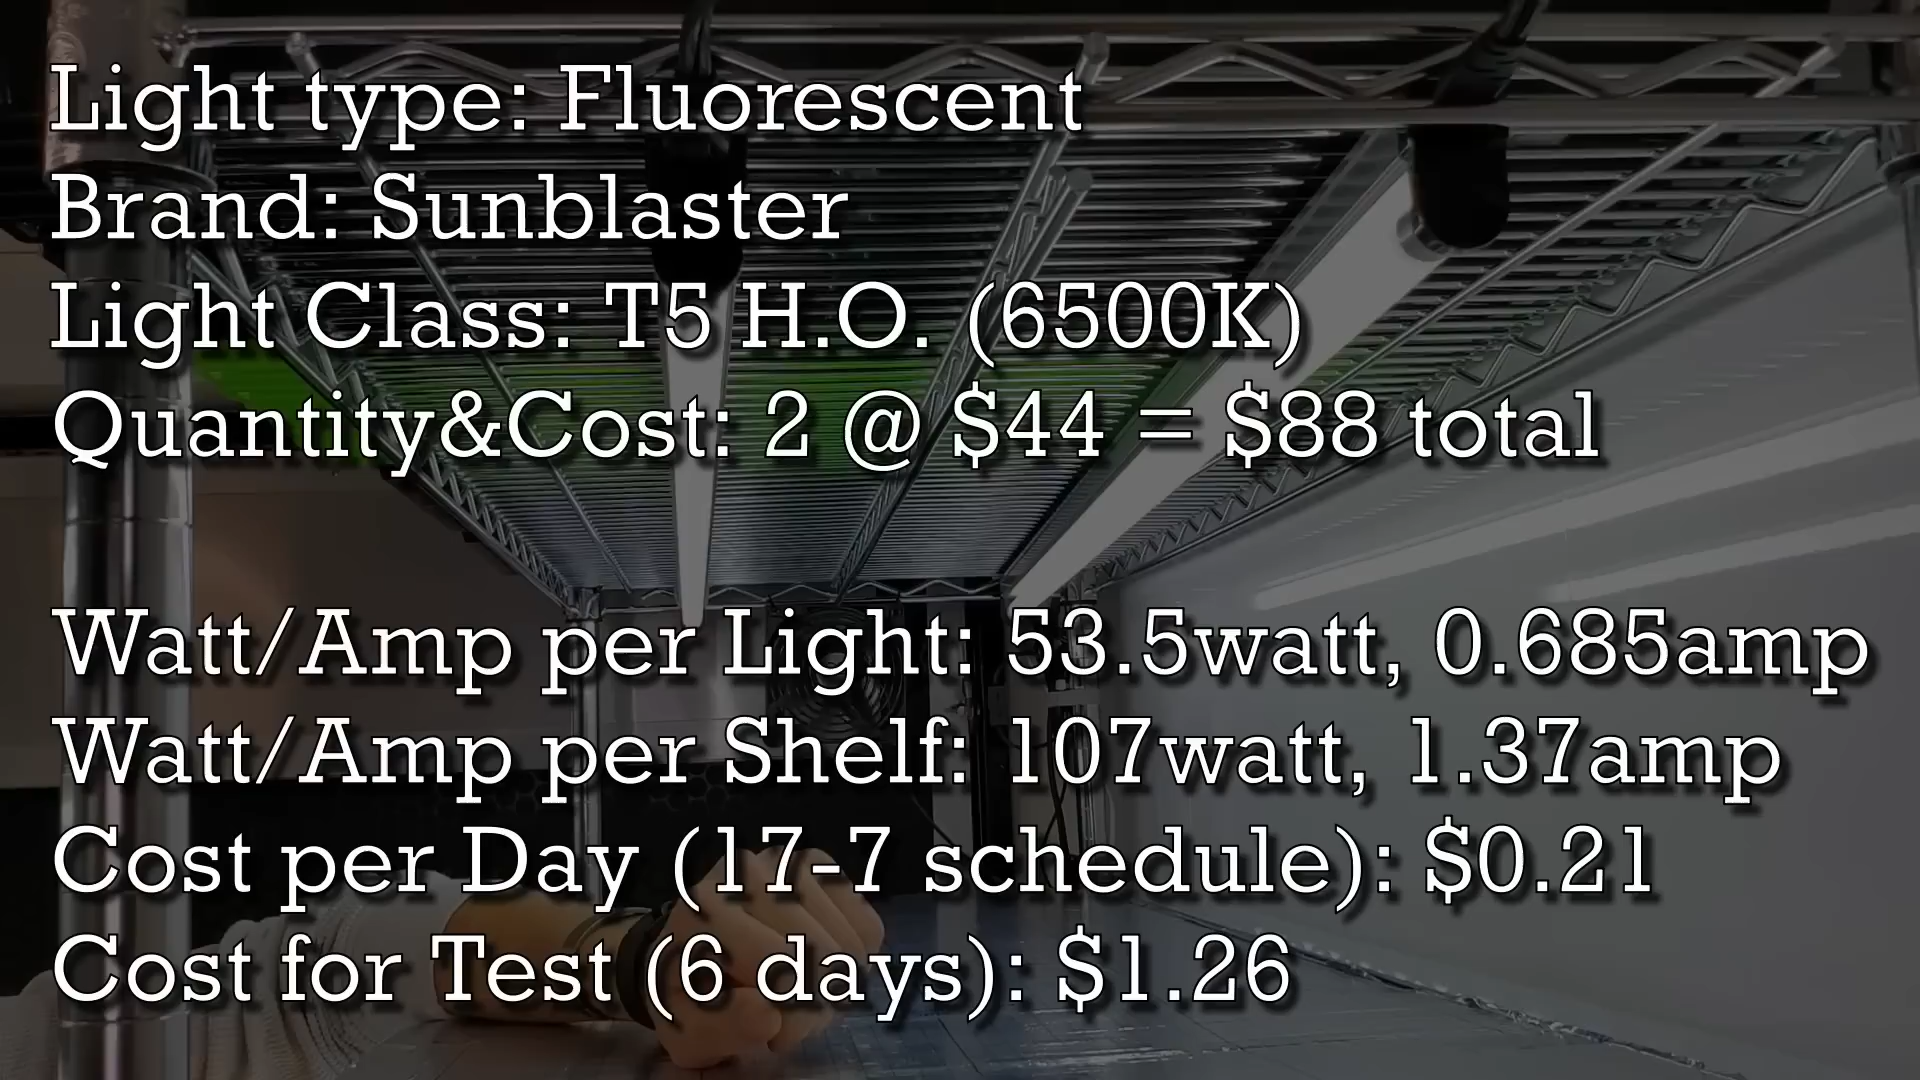 Light type: Fluorescent
Brand: Sunblaster
Light Class: T5 H.O. (6500K)
Quantity&Cost: 2 @ $44 = $88 total
Watt/Amp per Light: 53.5watt, 0.685amp
Watt/Amp per Shelf: 107watt, 1.37amp
Cost per Day (17-7 schedule): $0.21
Cost for Test (6 days): $1.26